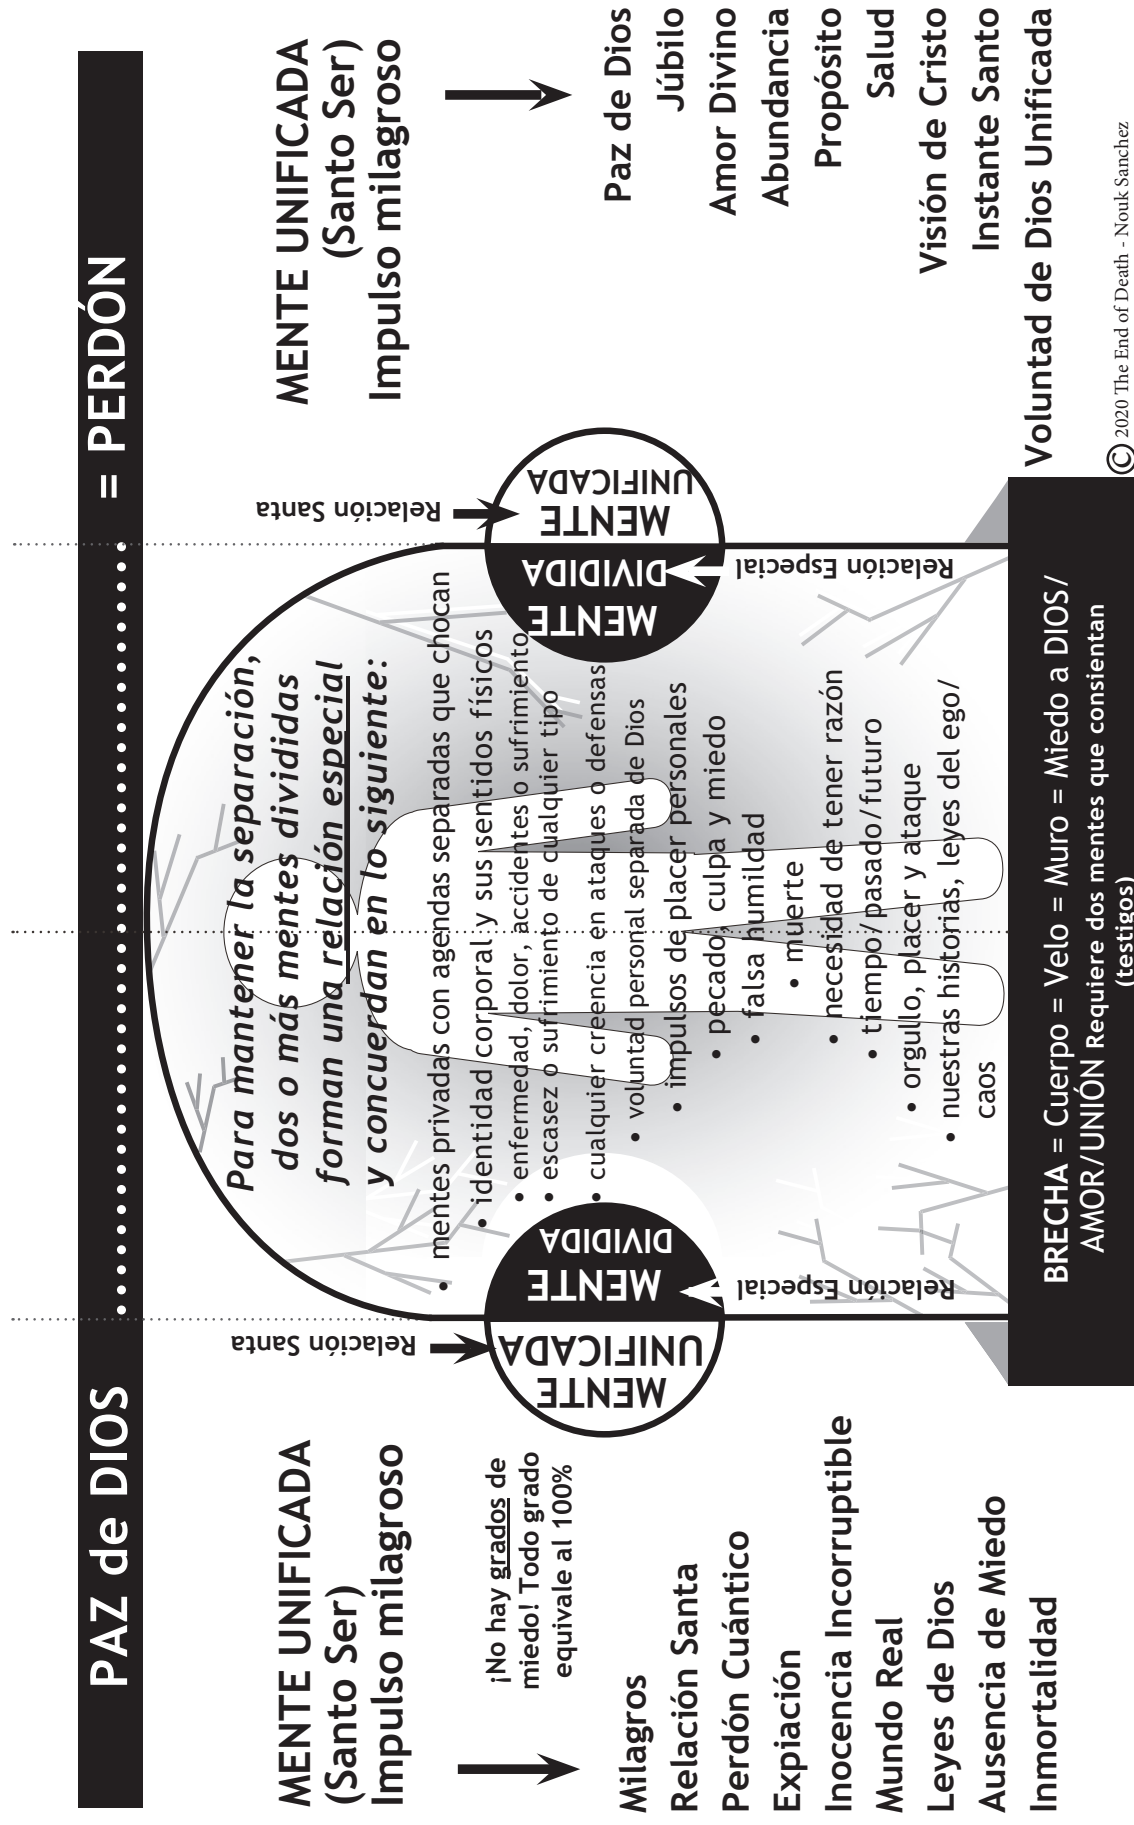 PAZ de DIOS = PERDÓN
MENTE UNIFICADA
(Santo Ser)
Impulso milagroso
¡No hay grados de
miedo! Todo grado
equivale al 100%
Milagros
Relación Santa
Perdón Cuántico
Expiación
Inocencia Incorruptible
Mundo Real
Leyes de Dios
Ausencia de Miedo
Inmortalidad
Relación Santa
MENTE
UNIFICADA
MENTE
DIVIDIDA
Relación Especial
Para mantener la separación,
dos o más mentes divididas
forman una relación especial
y concuerdan en lo siguiente:
• mentes privadas con agendas separadas que chocan
• identidad corporal y sus sentidos físicos
• enfermedad, dolor, accidentes o sufrimiento
• escasez o sufrimiento de cualquier tipo
• cualquier creencia en ataques o defensas
• voluntad personal separada de Dios
• impulsos de placer personales
• pecado, culpa y miedo
• falsa humildad
• muerte
• necesidad de tener razón
• tiempo/pasado/futuro
• orgullo, placer y ataque
• nuestras historias, leyes del ego/
caos
Relación Santa
MENTE
UNIFICADA
MENTE
DIVIDIDA
Relación Especial
BRECHA = Cuerpo = Velo = Muro = Miedo a DIOS/
AMOR/UNIÓN Requiere dos mentes que consientan
(testigos)
MENTE UNIFICADA
(Santo Ser)
Impulso milagroso
Paz de Dios
Júbilo
Amor Divino
Abundancia
Propósito
Salud
Visión de Cristo
Instante Santo
Voluntad de Dios Unificada
© 2020 The End of Death - Nouk Sanchez